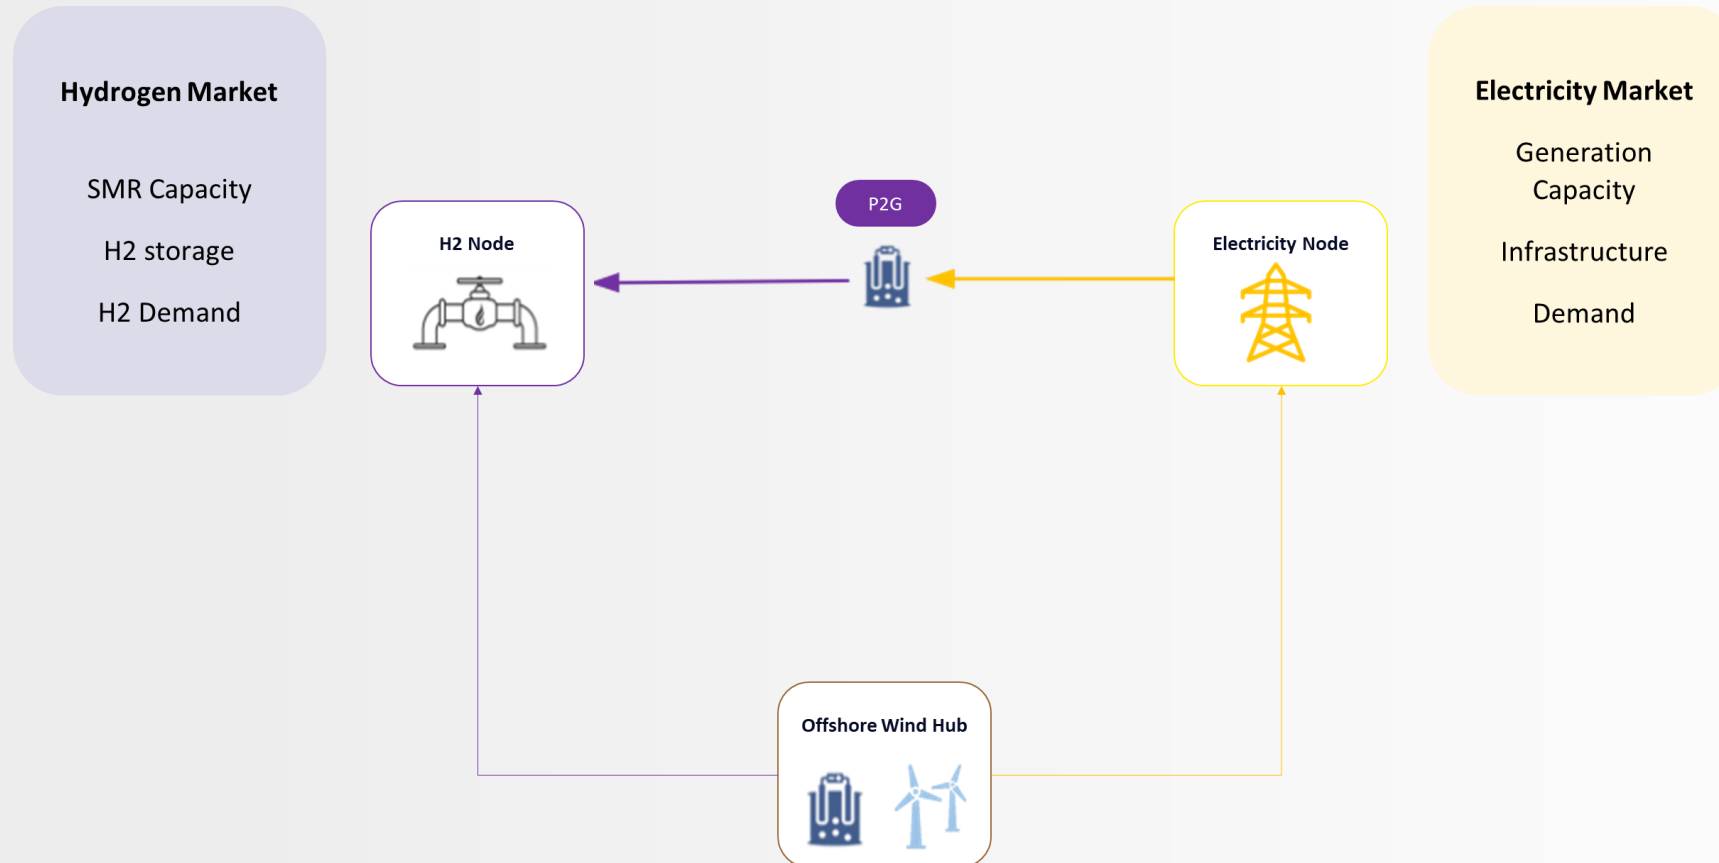 Hydrogen Market
SMR Capacity
H2 storage
H2 Demand
H2 Node
P2G
Electricity Node
Electricity Market
Generation
Capacity
Infrastructure
Demand
Offshore Wind Hub